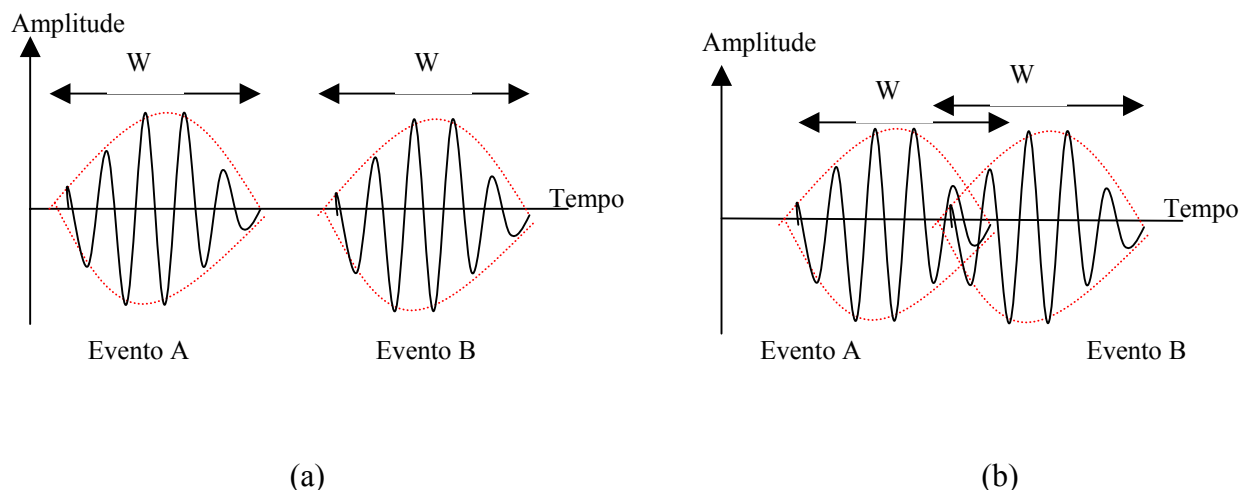 Amplitude
W
W
Tempo
Evento A
Evento B
(a)
Amplitude
W
W
Tempo
Evento A
Evento B
(b)